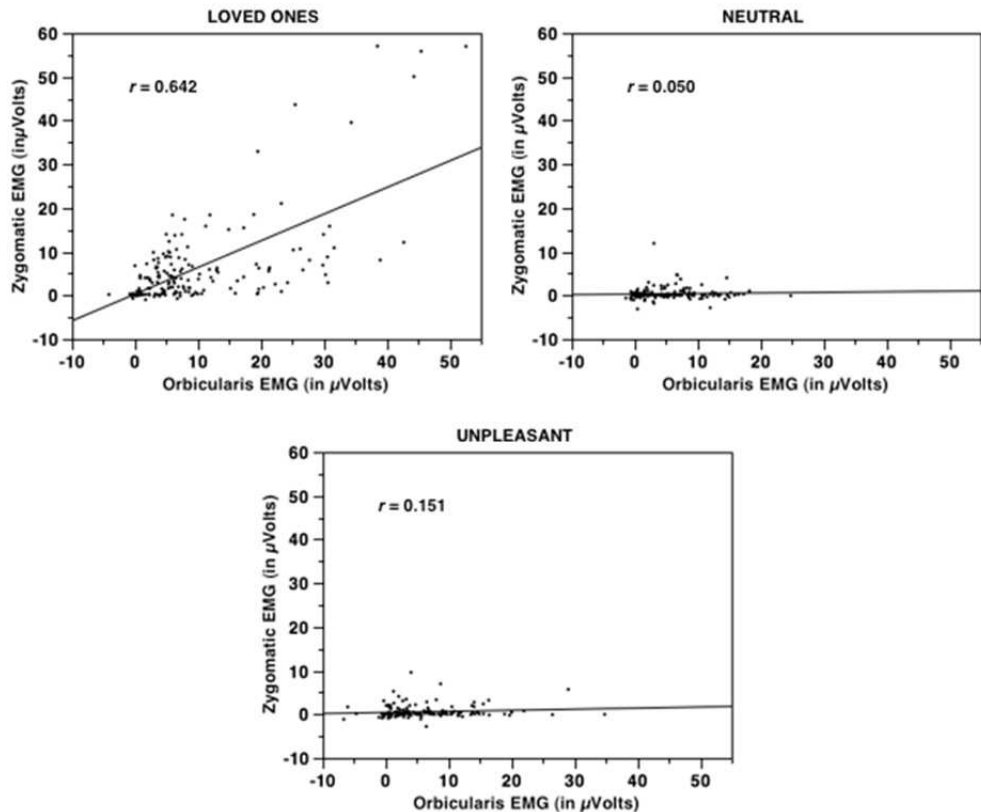 LOVED ONES
60
50
40
30
20
10
0
-10
r = 0.642
Zygomatic EMG (inµVolts)
-10 0 10 20 30 40 50
Orbicularis EMG (in µVolts)
NEUTRAL
60
50
40
30
20
10
0
-10
r = 0.050
Zygomatic EMG (in µVolts)
-10 0 10 20 30 40 50
Orbicularis EMG (in µVolts)
UNPLEASANT
60
50
40
30
20
10
0
-10
r = 0.151
Zygomatic EMG (in µVolts)
-10 0 10 20 30 40 50
Orbicularis EMG (in µVolts)